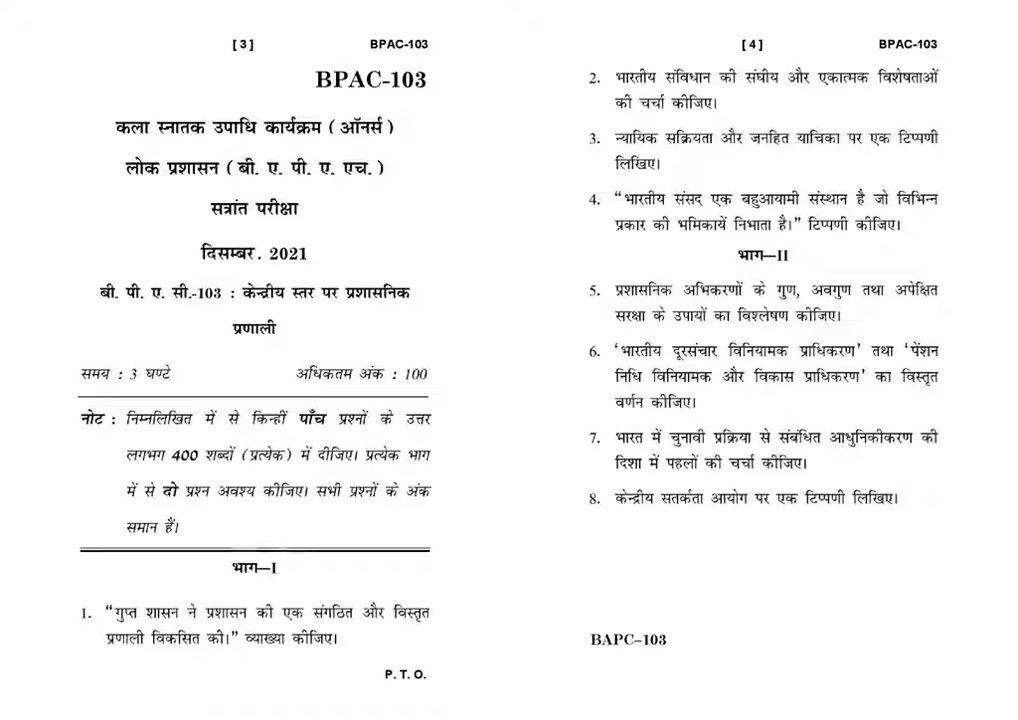 [ 3 ] BPAC-103
BPAC-103
कला स्नातक उपाधि कार्यक्रम ( ऑनर्स )
लोक प्रशासन ( बी. ए. पी. ए. एच. )
सत्रांत परीक्षा
दिसम्बर. 2021
बी. पी. ए. सी.-103 : केन्द्रीय स्तर पर प्रशासनिक
प्रणाली
समय : 3 घण्टे अधिकतम अंक : 100
नोट : निम्नलिखित में से किन्हीं पाँच प्रश्नों के उत्तर
लगभग 400 शब्दों (प्रत्येक) में दीजिए। प्रत्येक भाग
में से दो प्रश्न अवश्य कीजिए। सभी प्रश्नों के अंक
समान हैं।
भाग—I
1. “गुप्त शासन ने प्रशासन की एक संगठित और विस्तृत
प्रणाली विकसित की।” व्याख्या कीजिए।
P. T. O.
[ 4 ] BPAC-103
2. भारतीय संविधान की संघीय और एकात्मक विशेषताओं
की चर्चा कीजिए।
3. न्यायिक सक्रियता और जनहित याचिका पर एक टिप्पणी
लिखिए।
4. “भारतीय संसद एक बहुआयामी संस्थान है जो विभिन्न
प्रकार की भमिकायें निभाता है।” टिप्पणी कीजिए।
भाग—II
5. प्रशासनिक अभिकरणों के गुण, अवगुण तथा अपेक्षित
सरक्षा के उपायों का विश्लेषण कीजिए।
6. ‘भारतीय दूरसंचार विनियामक प्राधिकरण’ तथा ‘पेंशन
निधि विनियामक और विकास प्राधिकरण’ का विस्तृत
वर्णन कीजिए।
7. भारत में चुनावी प्रक्रिया से संबंधित आधुनिकीकरण की
दिशा में पहलों की चर्चा कीजिए।
8. केन्द्रीय सतर्कता आयोग पर एक टिप्पणी लिखिए।
BAPC–103